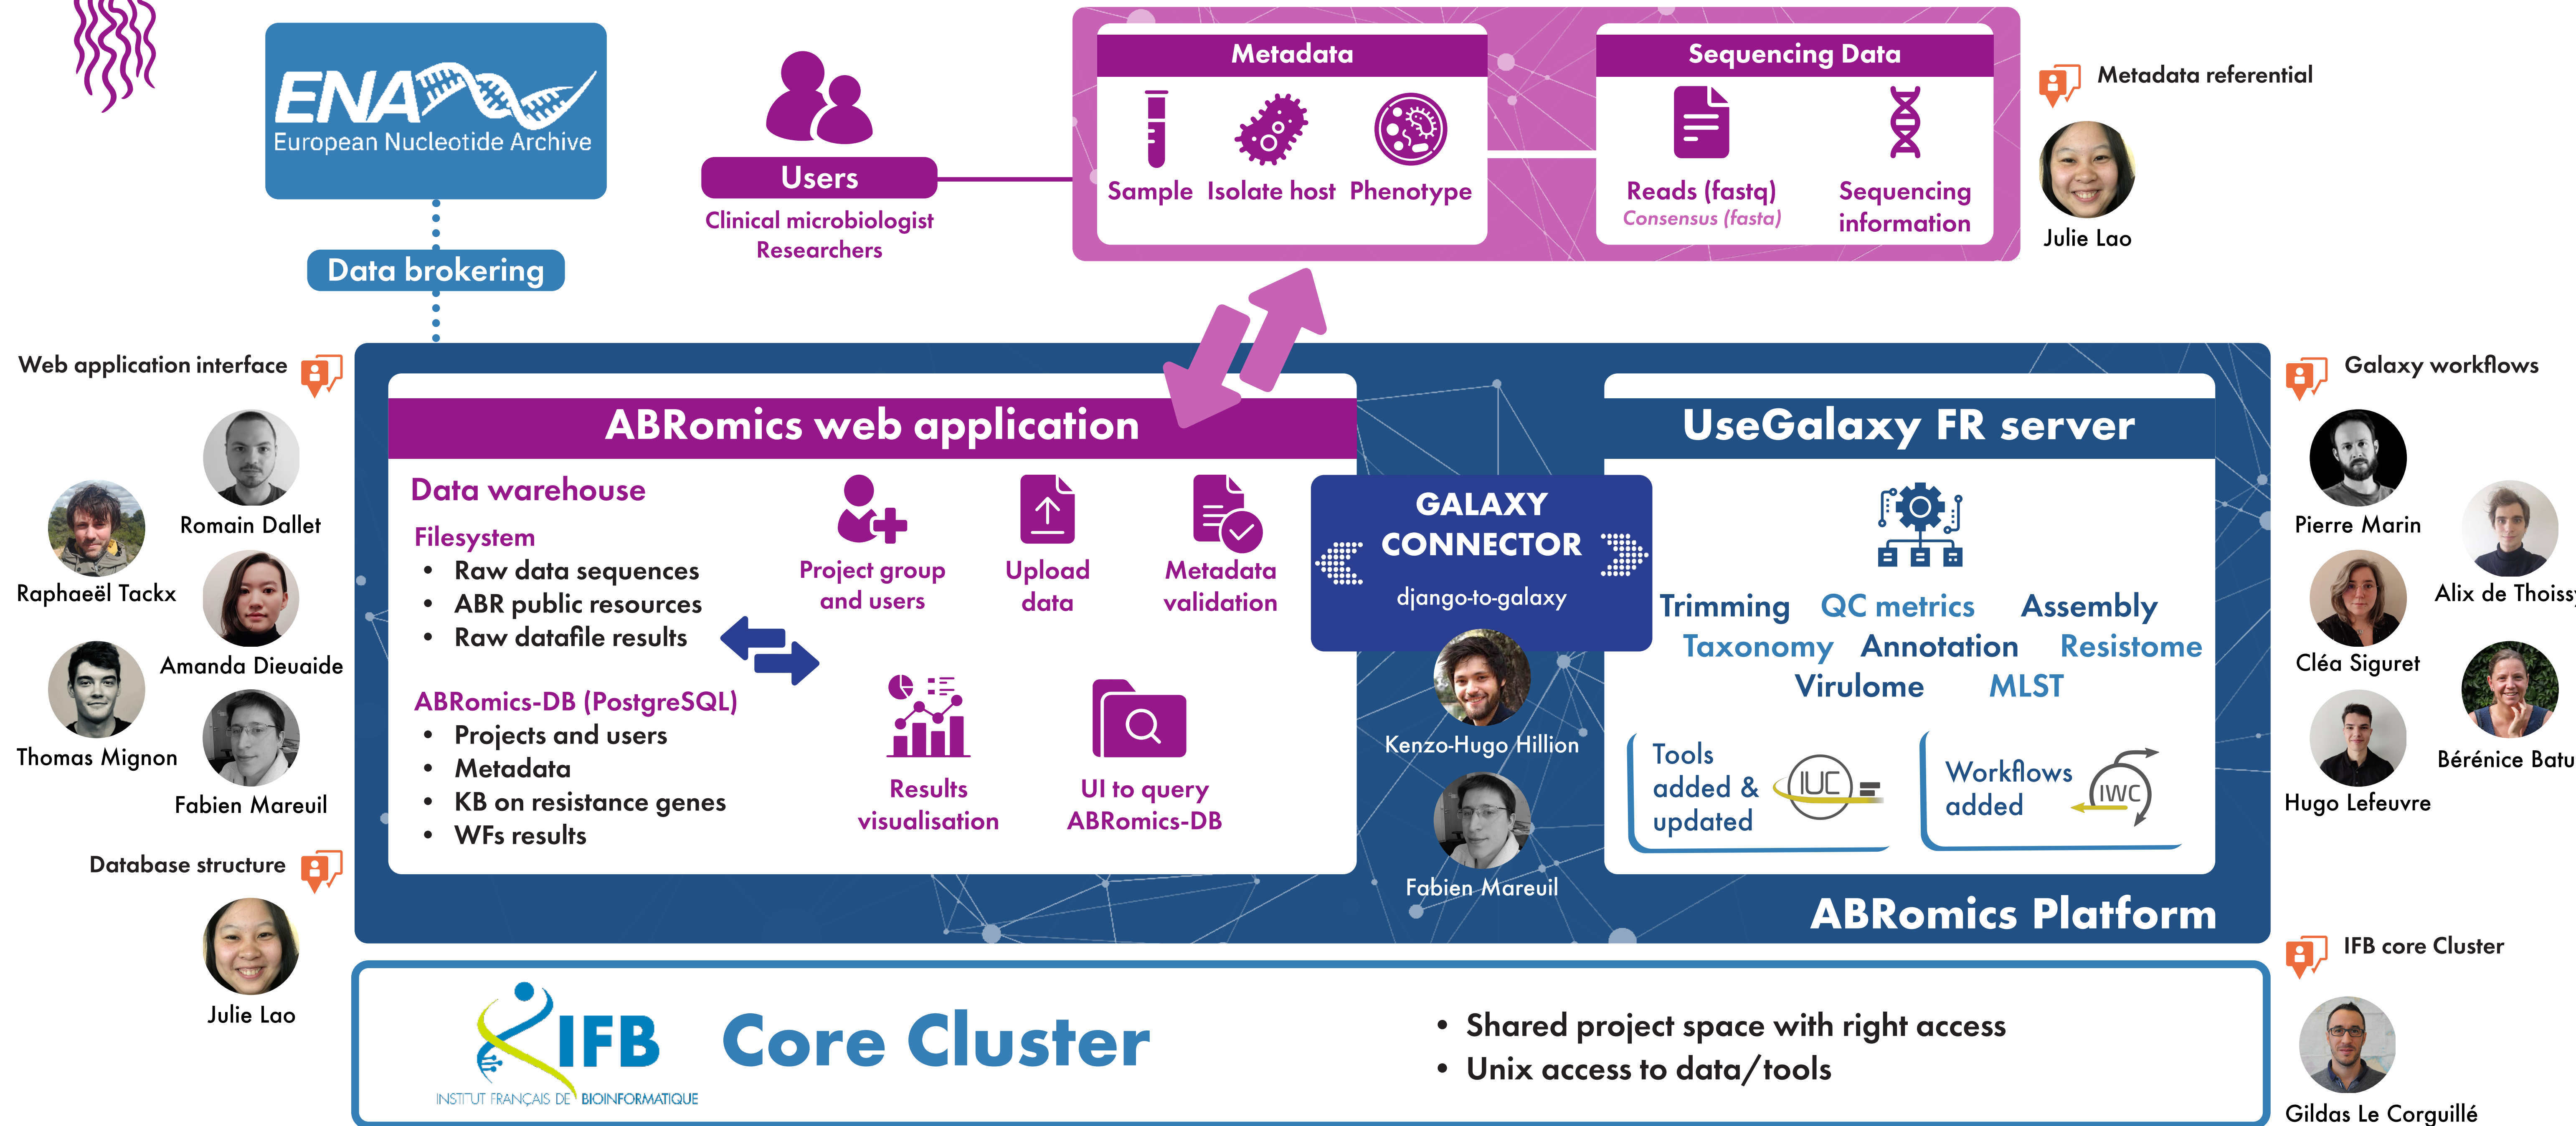 ENA
European Nucleotide Archive
Data brokering
Users
Clinical microbiologist
Researchers
Metadata
Sample
Isolate host
Phenotype
Sequencing Data
Reads (fastq)
Consensus (fasta)
Sequencing
information
Metadata referential
Julie Lao
Web application interface
Romain Dallet
Raphaeël Tackx
Amanda Dieuaide
Thomas Mignon
Fabien Mareuil
Database structure
Julie Lao
ABRomics web application
Data warehouse
Filesystem
• Raw data sequences
• ABR public resources
• Raw datafile results
ABRomics-DB (PostgreSQL)
• Projects and users
• Metadata
• KB on resistance genes
• WFs results
Project group
and users
Upload
data
Metadata
validation
Results
visualisation
UI to query
ABRomics-DB
GALAXY
CONNECTOR
django-to-galaxy
Kenzo-Hugo Hillion
Fabien Mareuil
UseGalaxy FR server
Trimming QC metrics Assembly
Taxonomy Annotation Resistome
Virulome MLST
Tools
added &
updated
IUC
Workflows
added
IWC
ABRomics Platform
Galaxy workflows
Pierre Marin
Alix de Thoissy
Cléa Siguret
Bérénice Batu
Hugo Lefeuvre
IFB core Cluster
Gildas Le Corguillé
IFB
INSTITUT FRANÇAIS DE BIOINFORMATIQUE
Core Cluster
• Shared project space with right access
• Unix access to data/tools